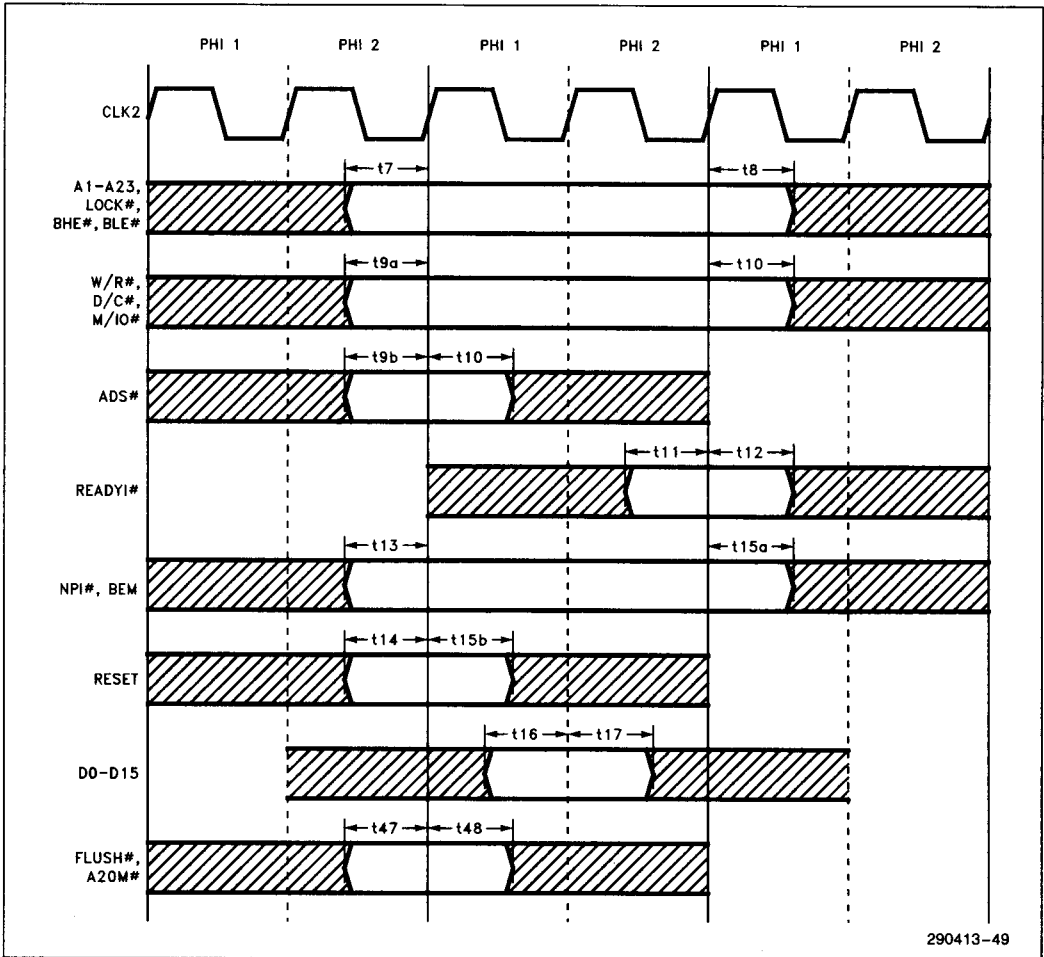 PHI 1 PHI 2 PHI 1 PHI 2 PHI 1 PHI 2
CLK2
t7 t8
A1-A23,
LOCK#,
BHE#, BLE#
t9a t10
W/R#,
D/C#,
M/IO#
t9b t10
ADS#
t11 t12
READYI#
t13 t15a
NPI#, BEM
t14 t15b
RESET
t16 t17
D0-D15
t47 t48
FLUSH#,
A20M#
290413-49